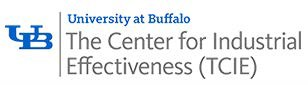 UB
University at Buffalo
The Center for Industrial
Effectiveness (TCIE)